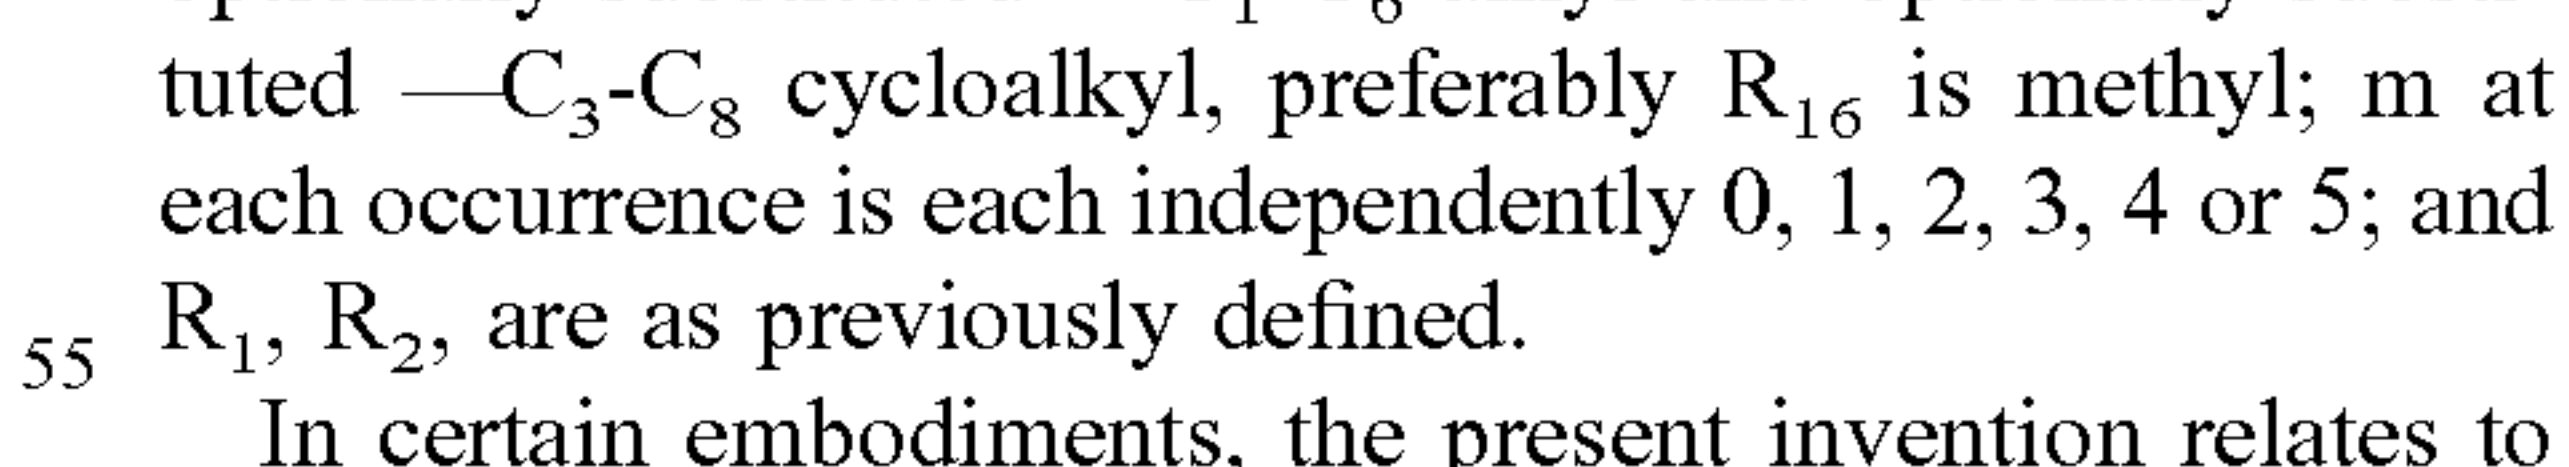 tuted —C₃-C₈ cycloalkyl, preferably R₁₆ is methyl; m at
each occurrence is each independently 0, 1, 2, 3, 4 or 5; and
R₁, R₂, are as previously defined.
55
In certain embodiments, the present invention relates to